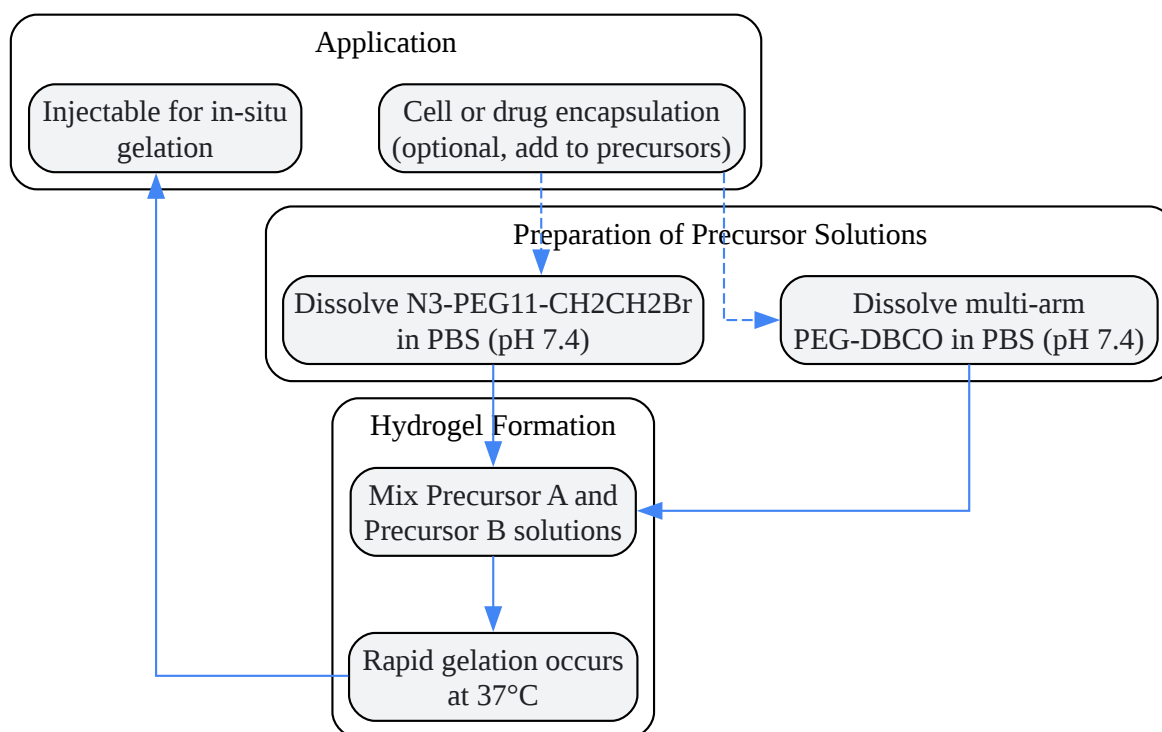 Application
Injectable for in-situ
gelation
Cell or drug encapsulation
(optional, add to precursors)
Preparation of Precursor Solutions
Dissolve N3-PEG11-CH2CH2Br
in PBS (pH 7.4)
Dissolve multi-arm
PEG-DBCO in PBS (pH 7.4)
Hydrogel Formation
Mix Precursor A and
Precursor B solutions
Rapid gelation occurs
at 37°C